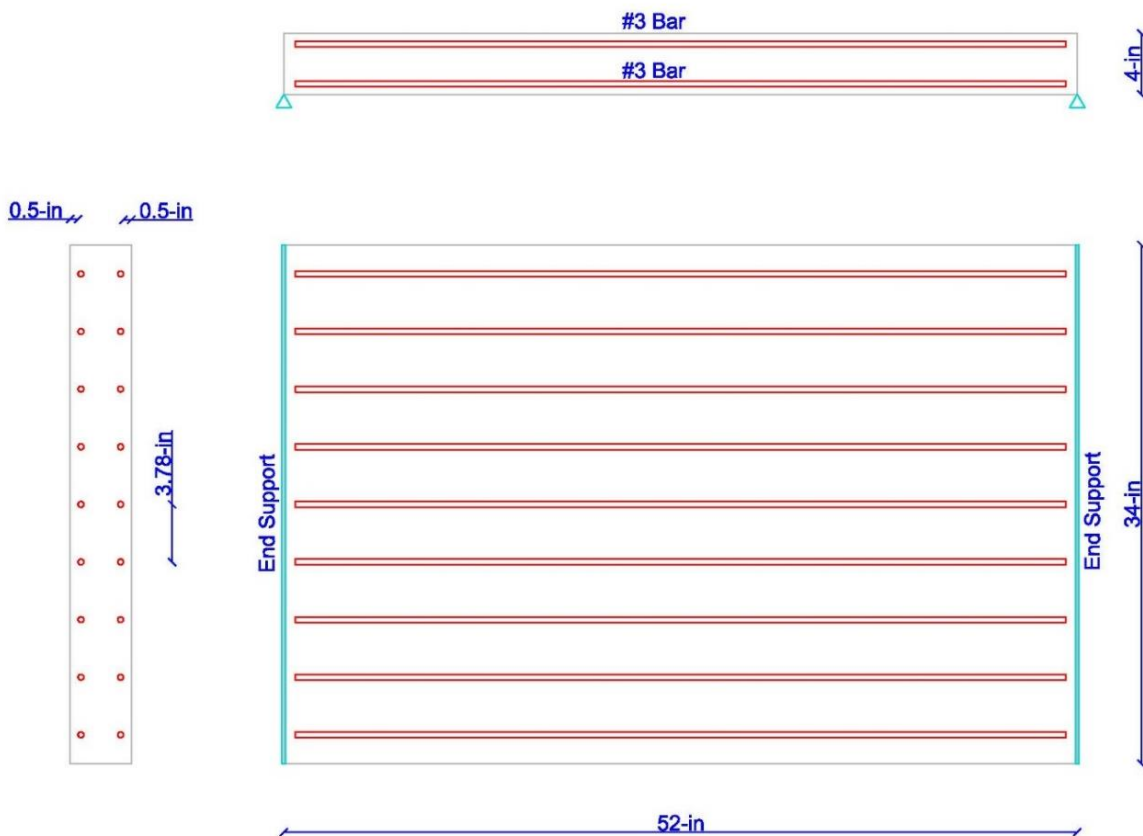 #3 Bar
#3 Bar
4-in
0.5-in
0.5-in
3.78-in
End Support
End Support
34-in
52-in